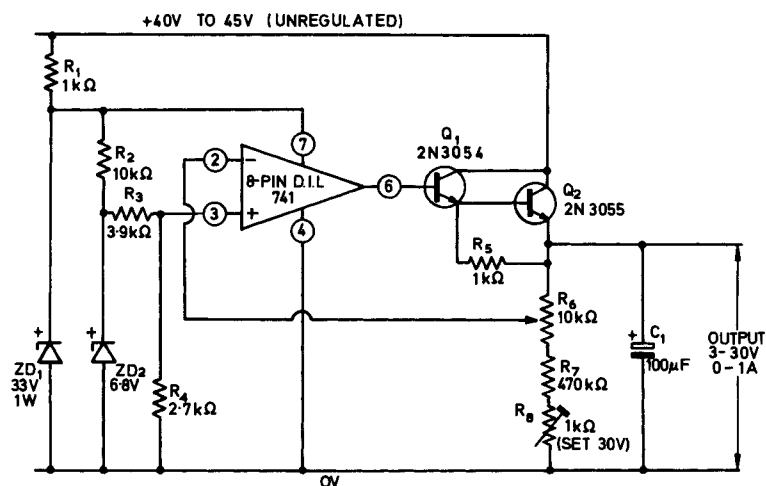 +40V TO 45V (UNREGULATED)
R1
1kΩ
R2
10kΩ
R3
3·9kΩ
2
3
8-PIN D.I.L
741
7
4
6
Q1
2N3054
Q2
2N3055
R5
1kΩ
R6
10kΩ
R7
470kΩ
R8
1kΩ
(SET 30V)
C1
100μF
OUTPUT
3-30V
0-1A
ZD1
33V
1W
ZD2
6·8V
R4
2·7kΩ
0V